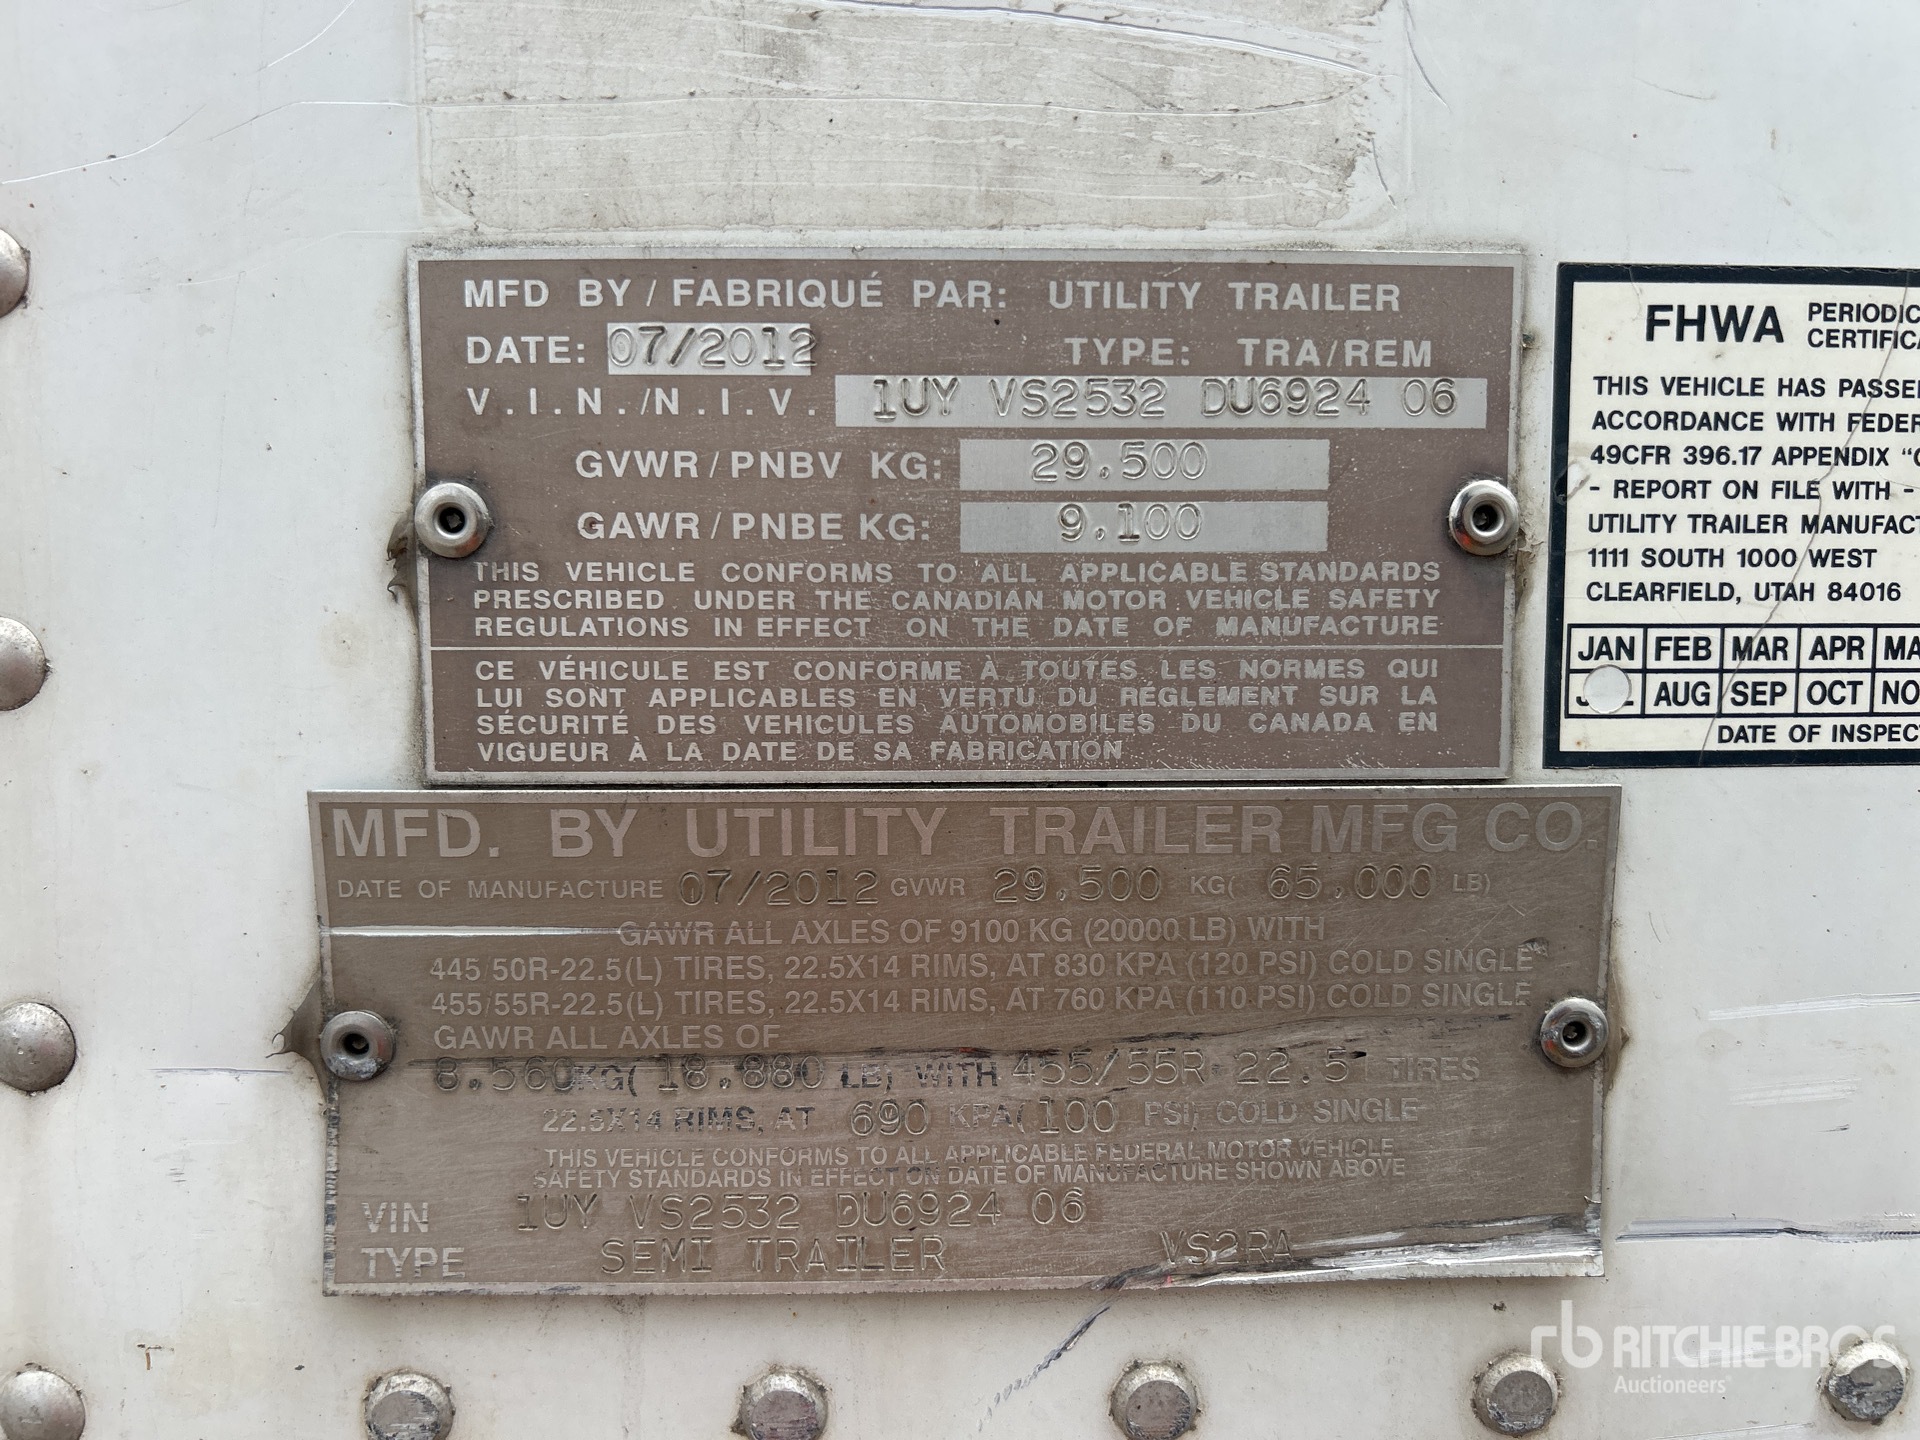 MFD BY / FABRIQUÉ PAR: UTILITY TRAILER
DATE: 07/2012 TYPE: TRA/REM
V.I.N./N.I.V. 1UY VS2532 DU6924 06
GVWR/PNBV KG: 29,500
GAWR/PNBE KG: 9,100
THIS VEHICLE CONFORMS TO ALL APPLICABLE STANDARDS
PRESCRIBED UNDER THE CANADIAN MOTOR VEHICLE SAFETY
REGULATIONS IN EFFECT ON THE DATE OF MANUFACTURE
CE VÉHICULE EST CONFORME À TOUTES LES NORMES QUI
LUI SONT APPLICABLES EN VERTU DU RÉGLEMENT SUR LA
SÉCURITÉ DES VEHICULES AUTOMOBILES DU CANADA EN
VIGUEUR À LA DATE DE SA FABRICATION
FHWA PERIODIC
CERTIFICA
THIS VEHICLE HAS PASSE
ACCORDANCE WITH FEDER
49CFR 396.17 APPENDIX "
- REPORT ON FILE WITH -
UTILITY TRAILER MANUFACT
1111 SOUTH 1000 WEST
CLEARFIELD, UTAH 84016
JAN FEB MAR APR MA
AUG SEP OCT NO
DATE OF INSPEC
MFD. BY UTILITY TRAILER MFG CO.
DATE OF MANUFACTURE 07/2012 GVWR 29,500 KG( 65,000 LB)
GAWR ALL AXLES OF 9100 KG (20000 LB) WITH
445/50R-22.5(L) TIRES, 22.5X14 RIMS, AT 830 KPA (120 PSI) COLD SINGLE
455/55R-22.5(L) TIRES, 22.5X14 RIMS, AT 760 KPA (110 PSI) COLD SINGLE
GAWR ALL AXLES OF
8,560KG( 18,880 LB) WITH 455/55R 22.5 TIRES
22.5X14 RIMS, AT 690 KPA(100 PSI) COLD SINGLE
THIS VEHICLE CONFORMS TO ALL APPLICABLE FEDERAL MOTOR VEHICLE
SAFETY STANDARDS IN EFFECT ON DATE OF MANUFACTURE SHOWN ABOVE
VIN 1UY VS2532 DU6924 06
TYPE SEMI TRAILER VS2RA
rb RITCHIE BROS
Auctioneers